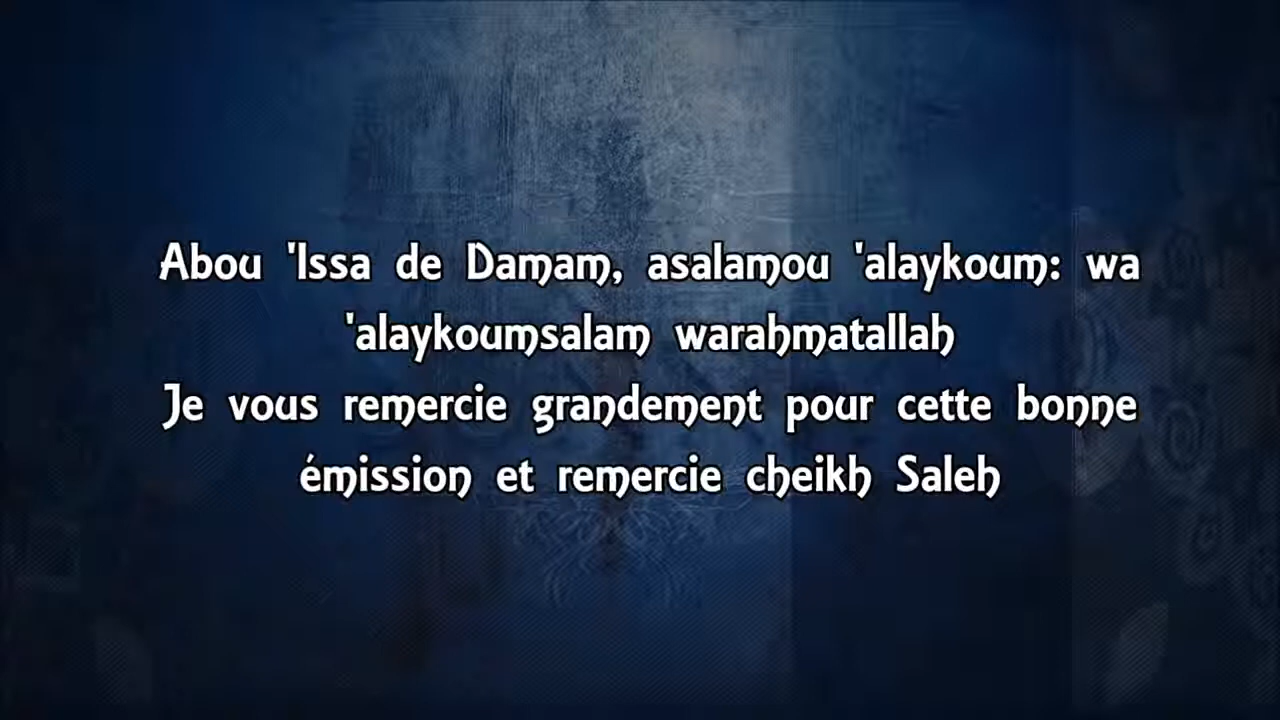 Abou 'Issa de Damam, asalamou 'alaykoum: wa
'alaykoumsalam warahmatallah
Je vous remercie grandement pour cette bonne
émission et remercie cheikh Saleh